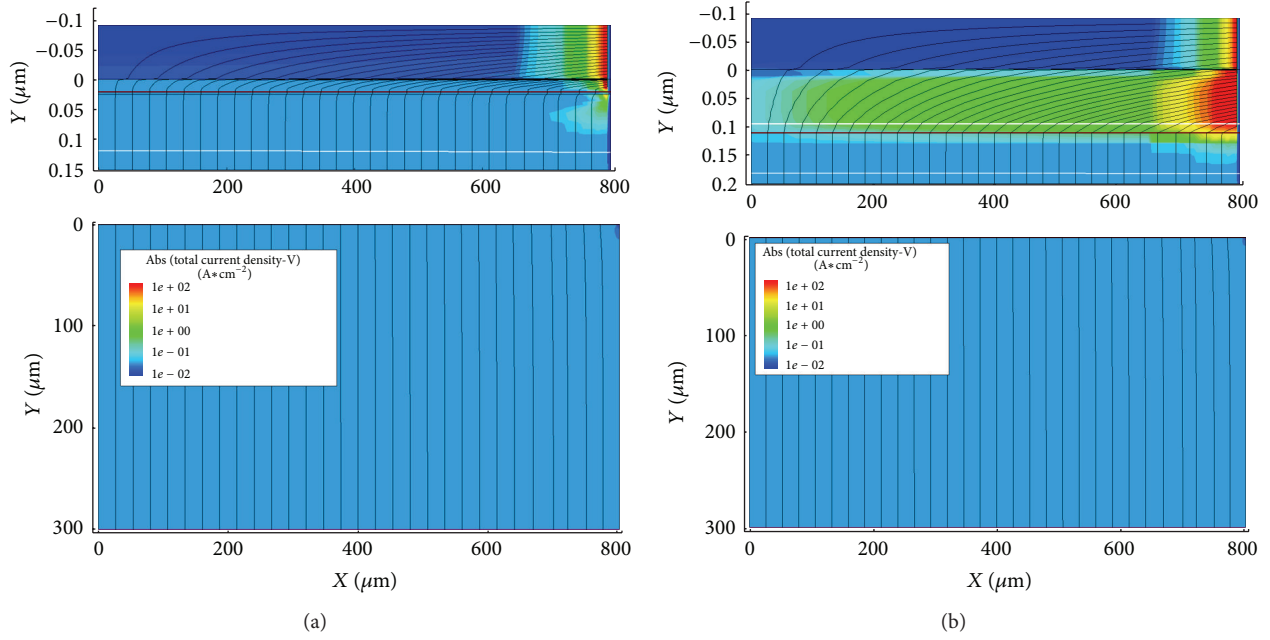 −0.1
−0.05
0
0.05
0.1
0.15
Y (μm)
0 200 400 600 800
0
100
200
300
Y (μm)
Abs (total current density-V)
(A∗cm−2)
1e + 02
1e + 01
1e + 00
1e − 01
1e − 02
0 200 400 600 800
X (μm)
(a)
−0.1
−0.05
0
0.05
0.1
0.15
0.2
Y (μm)
0 200 400 600 800
0
100
200
300
Y (μm)
Abs (total current density-V)
(A∗cm−2)
1e + 02
1e + 01
1e + 00
1e − 01
1e − 02
0 200 400 600 800
X (μm)
(b)